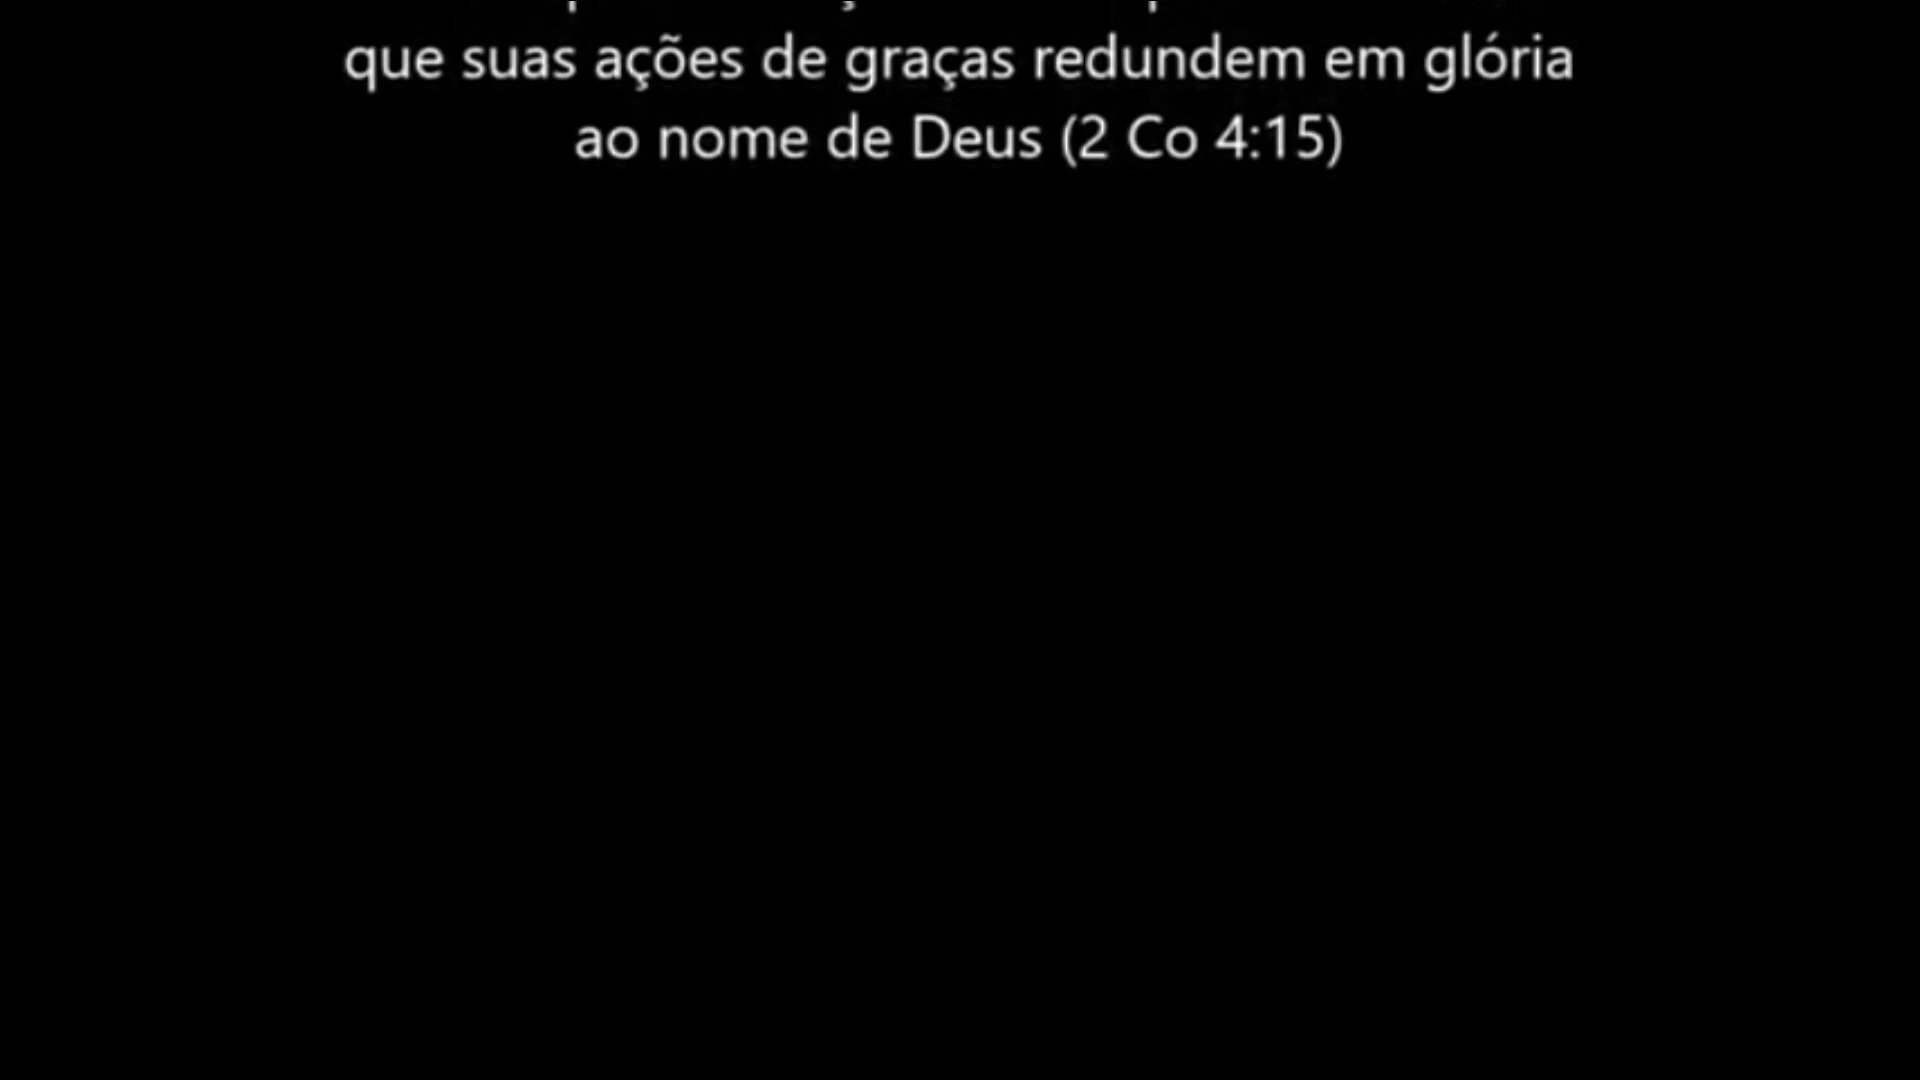 que suas ações de graças redundem em glória
ao nome de Deus (2 Co 4:15)